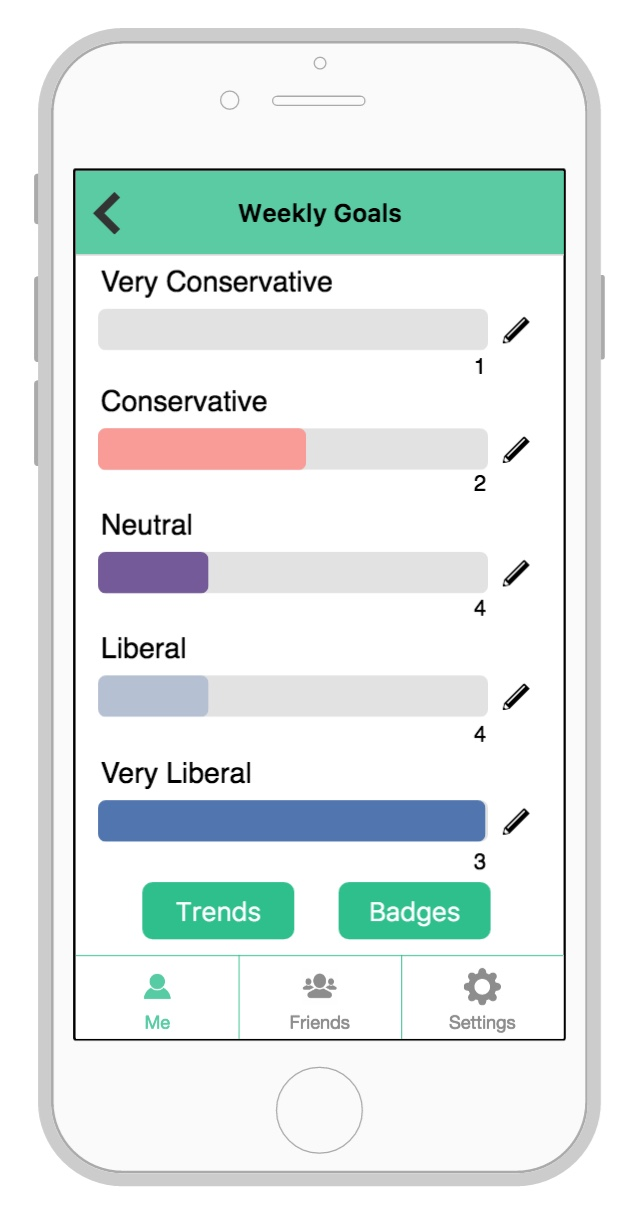 Weekly Goals
Very Conservative
1
Conservative
2
Neutral
4
Liberal
4
Very Liberal
3
Trends Badges
Me Friends Settings